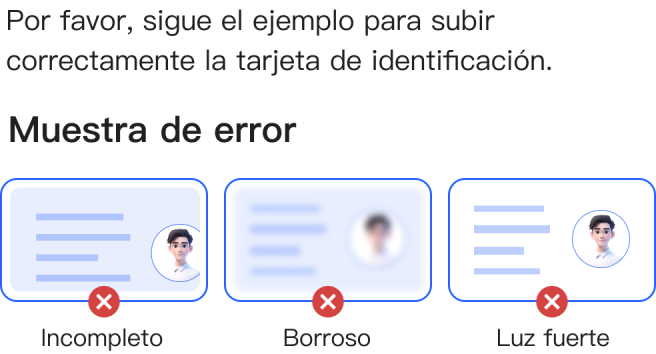 Por favor, sigue el ejemplo para subir
correctamente la tarjeta de identificación.
Muestra de error
Incompleto
Borroso
Luz fuerte